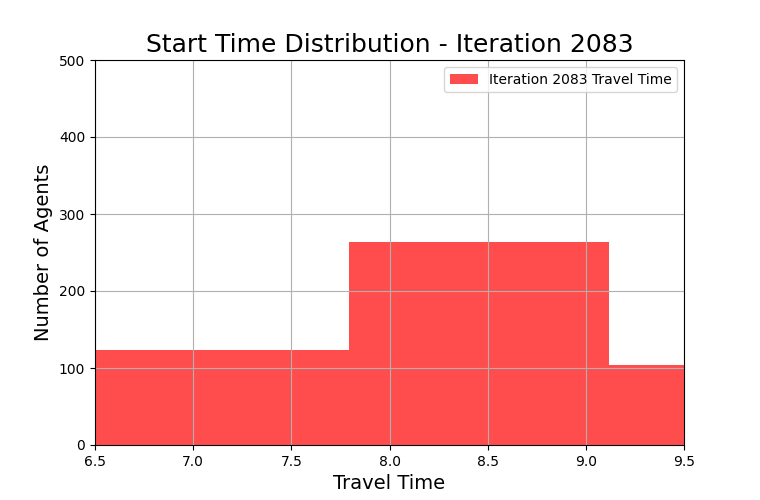 Start Time Distribution - Iteration 2083
Iteration 2083 Travel Time
Number of Agents
500
400
300
200
100
0
6.5 7.0 7.5 8.0 8.5 9.0 9.5
Travel Time